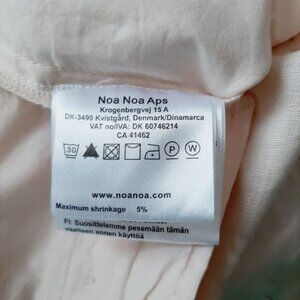 Noa Noa Aps
Krogenbergvej 15 A
DK-3490 Kvistgård, Denmark/Dinamarca
VAT no/IVA: DK 60746214
CA 41462
30 P W
www.noanoa.com
Maximum shrinkage 5%
FI: Suosittelemme pesemään tämän
vaatteen ennen käyttöä